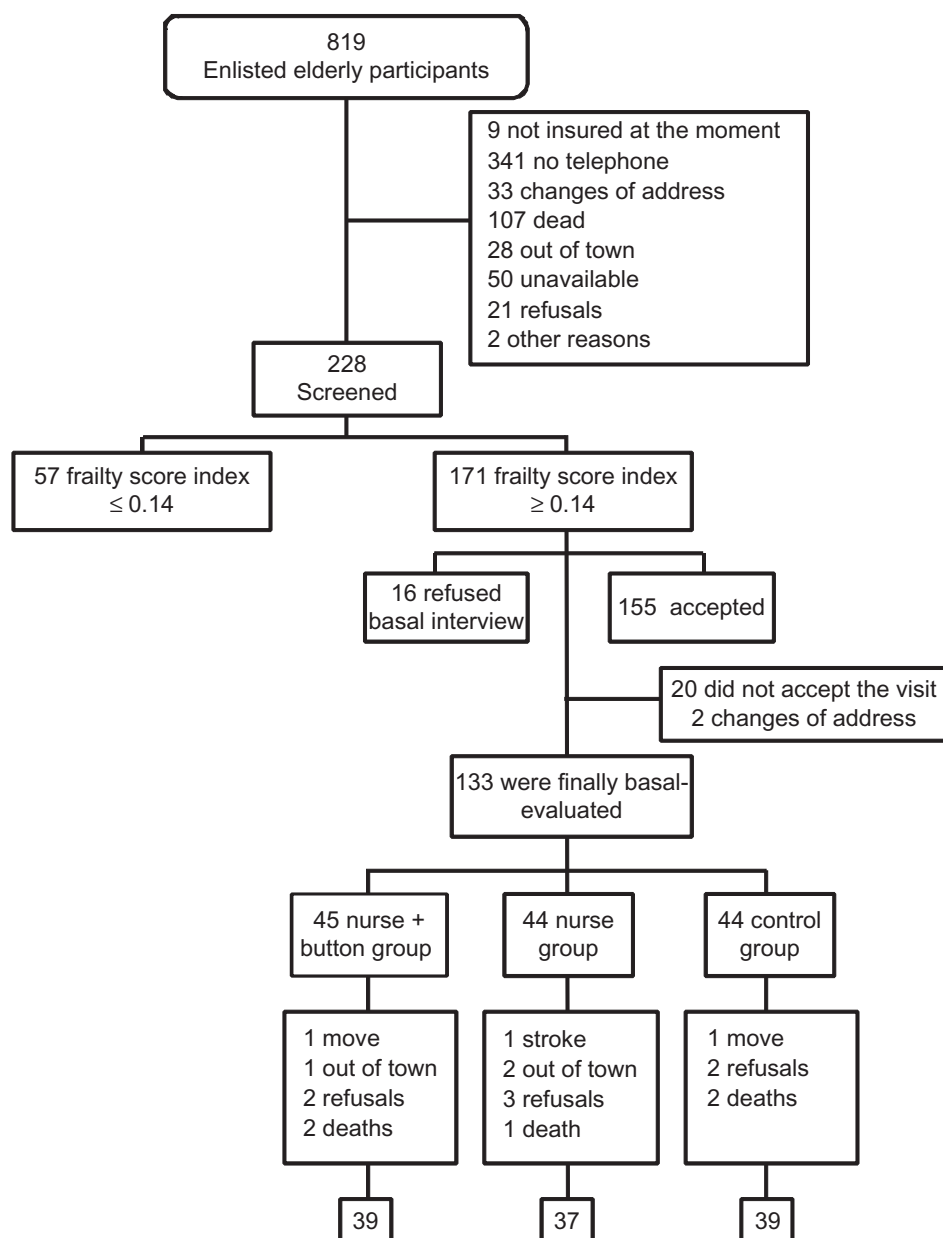 819
Enlisted elderly participants
9 not insured at the moment
341 no telephone
33 changes of address
107 dead
28 out of town
50 unavailable
21 refusals
2 other reasons
228
Screened
57 frailty score index
≤ 0.14
171 frailty score index
≥ 0.14
16 refused
basal interview
155 accepted
20 did not accept the visit
2 changes of address
133 were finally basal-
evaluated
45 nurse +
button group
44 nurse
group
44 control
group
1 move
1 out of town
2 refusals
2 deaths
1 stroke
2 out of town
3 refusals
1 death
1 move
2 refusals
2 deaths
39
37
39